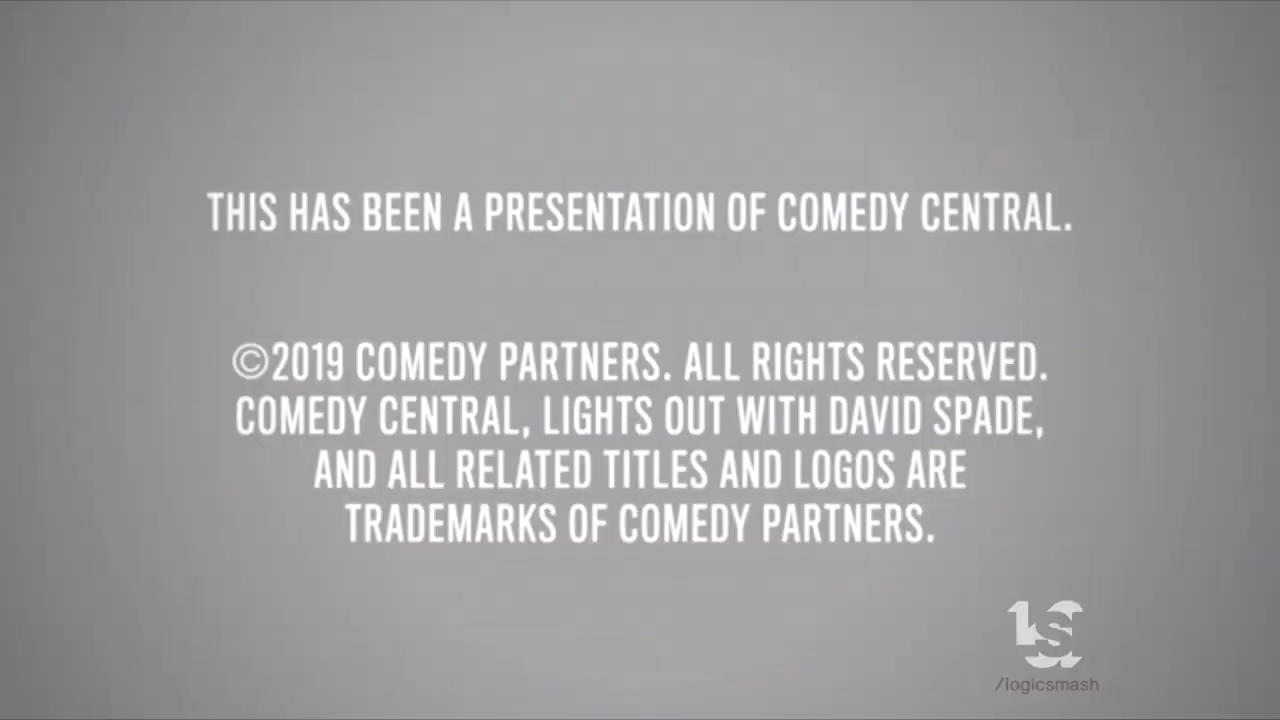 THIS HAS BEEN A PRESENTATION OF COMEDY CENTRAL.
©2019 COMEDY PARTNERS. ALL RIGHTS RESERVED.
COMEDY CENTRAL, LIGHTS OUT WITH DAVID SPADE,
AND ALL RELATED TITLES AND LOGOS ARE
TRADEMARKS OF COMEDY PARTNERS.
LS
/logicsmash